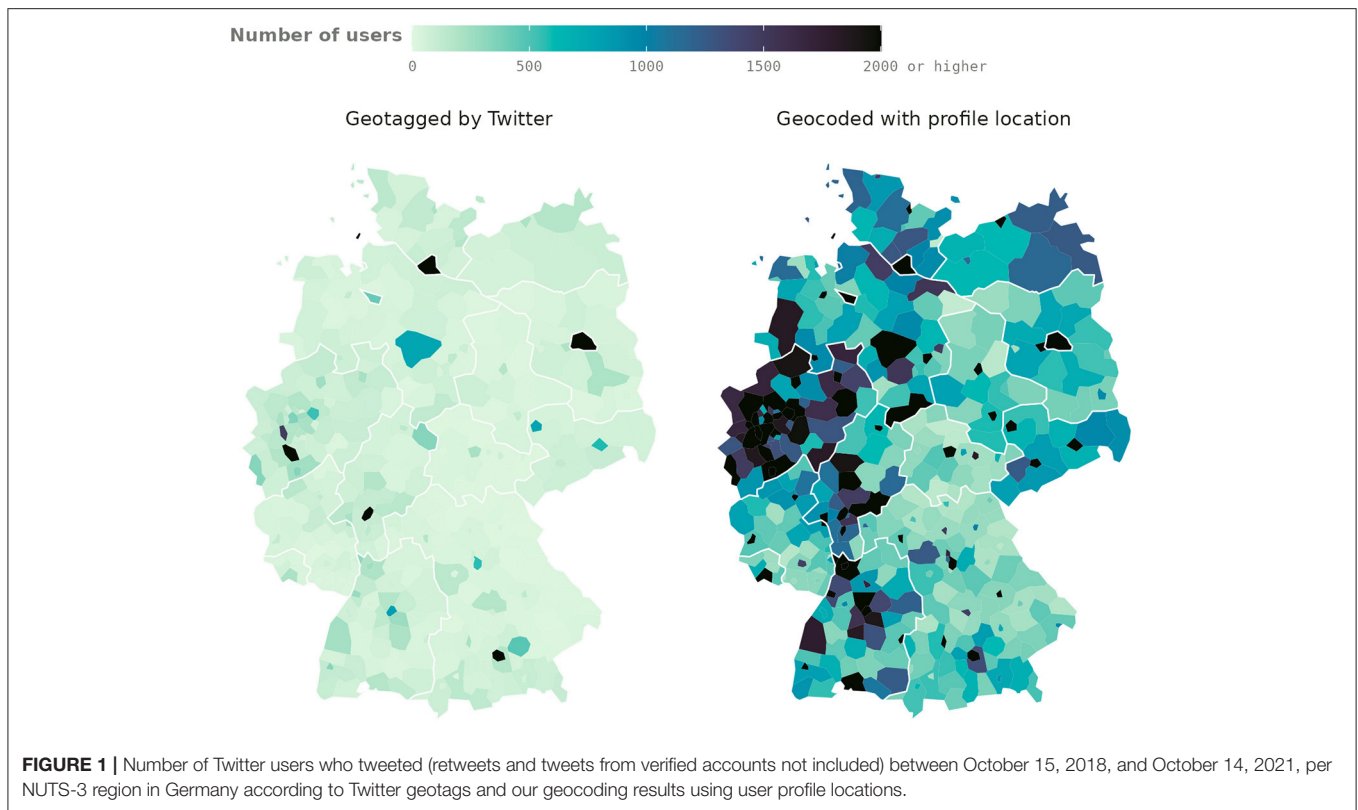 Number of users
0 500 1000 1500 2000 or higher
Geotagged by Twitter
Geocoded with profile location
FIGURE 1 | Number of Twitter users who tweeted (retweets and tweets from verified accounts not included) between October 15, 2018, and October 14, 2021, per
NUTS-3 region in Germany according to Twitter geotags and our geocoding results using user profile locations.